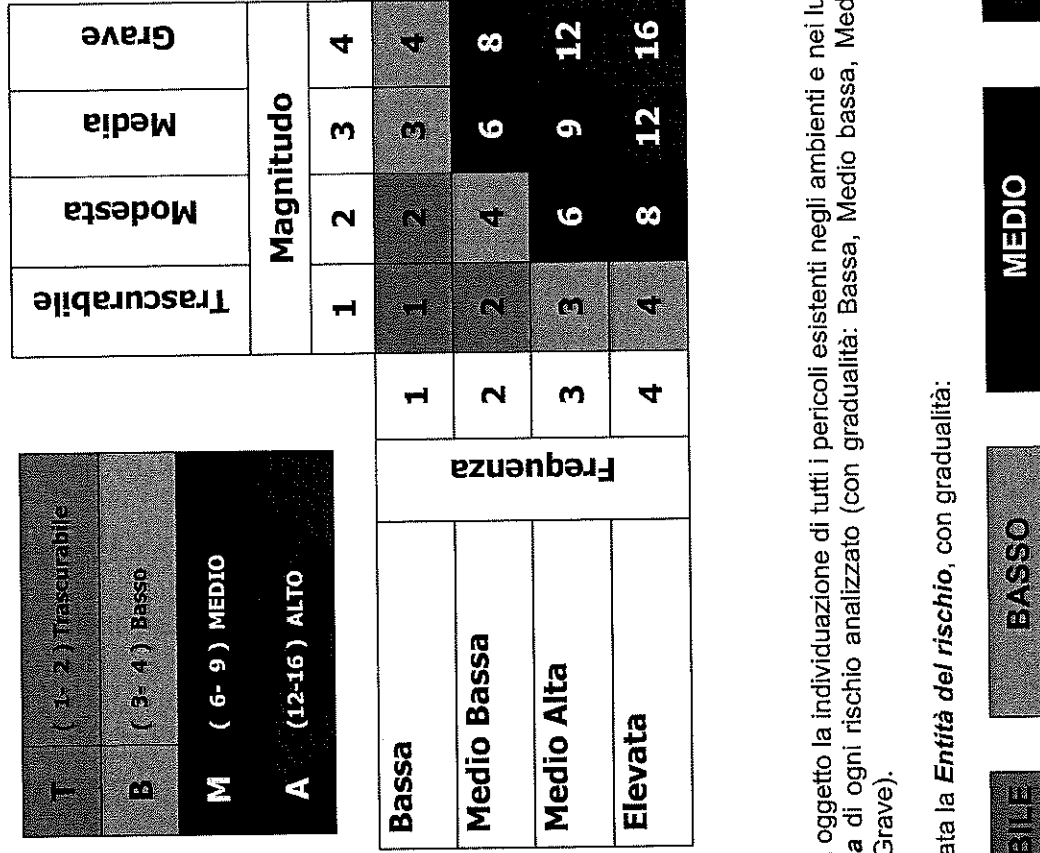 T ( 1- 2 ) Trascurabile
B ( 3- 4 ) Basso
M ( 6- 9 ) MEDIO
A (12-16 ) ALTO
Trascurabile Modesta Media Grave
Magnitudo
1 2 3 4
Frequenza
Bassa 1 1 2 3 4
Medio Bassa 2 2 4 6 8
Medio Alta 3 3 6 9 12
Elevata 4 4 8 12 16
oggetto la individuazione di tutti i pericoli esistenti negli ambienti e nei
di ogni rischio analizzato (con gradualità: Bassa, Medio bassa,
Grave).
la Entità del rischio, con gradualità:
BASSO MEDIO